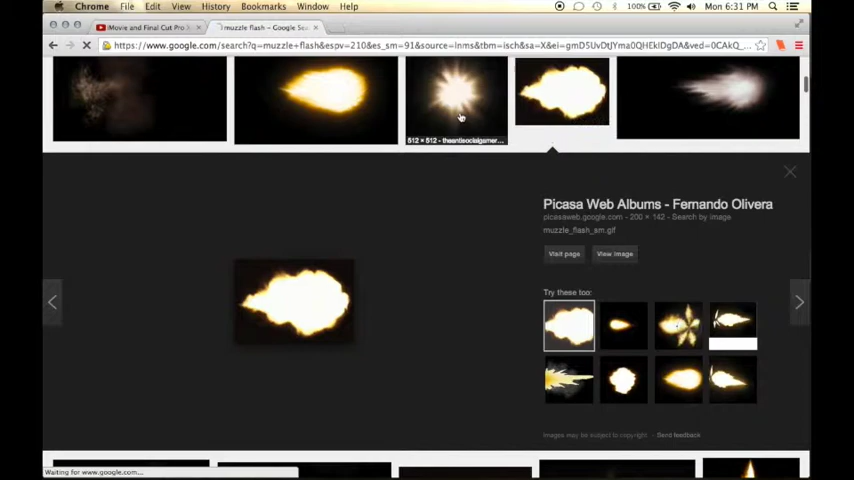 Chrome File Edit View History Bookmarks Window Help 100% Mon 6:31 PM
iMovie and Final Cut Pro muzzle flash - Google Sea
https://www.google.com/search?q=muzzle+flash&espv=210&es_sm=91&source=lnms&tbm=isch&sa=X&ei=
512 × 512 - theantisocialgamer...
Picasa Web Albums - Fernando Olivera
picasaweb.google.com - 200 × 142 - Search by image
muzzle_flash_sm.gif
Visit page View image
Try these too:
Images may be subject to copyright. - Send feedback
Waiting for www.google.com...